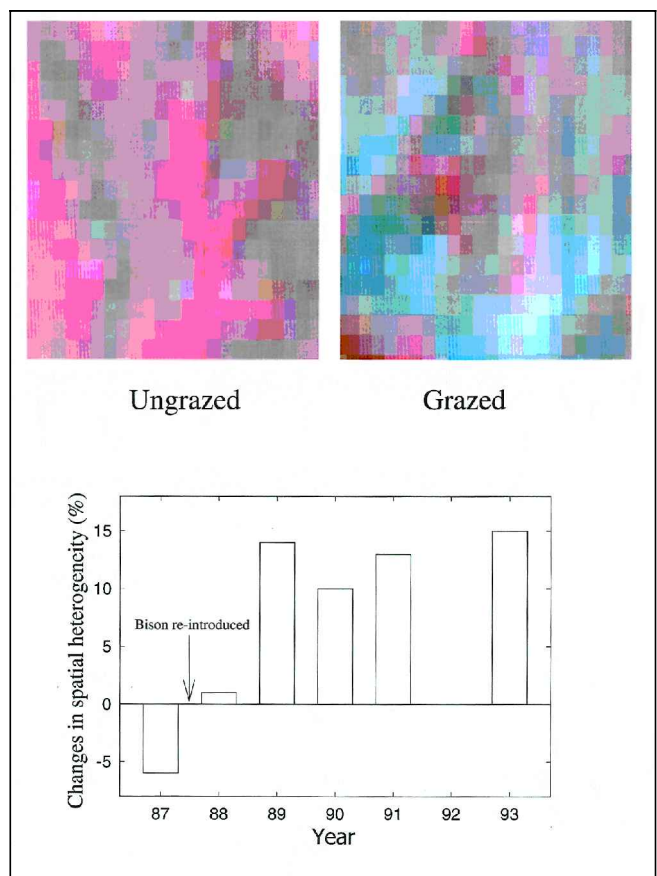 Ungrazed
Grazed
Changes in spatial heterogencity (%)
15
10
5
0
-5
Bison re-introduced
87 88 89 90 91 92 93
Year